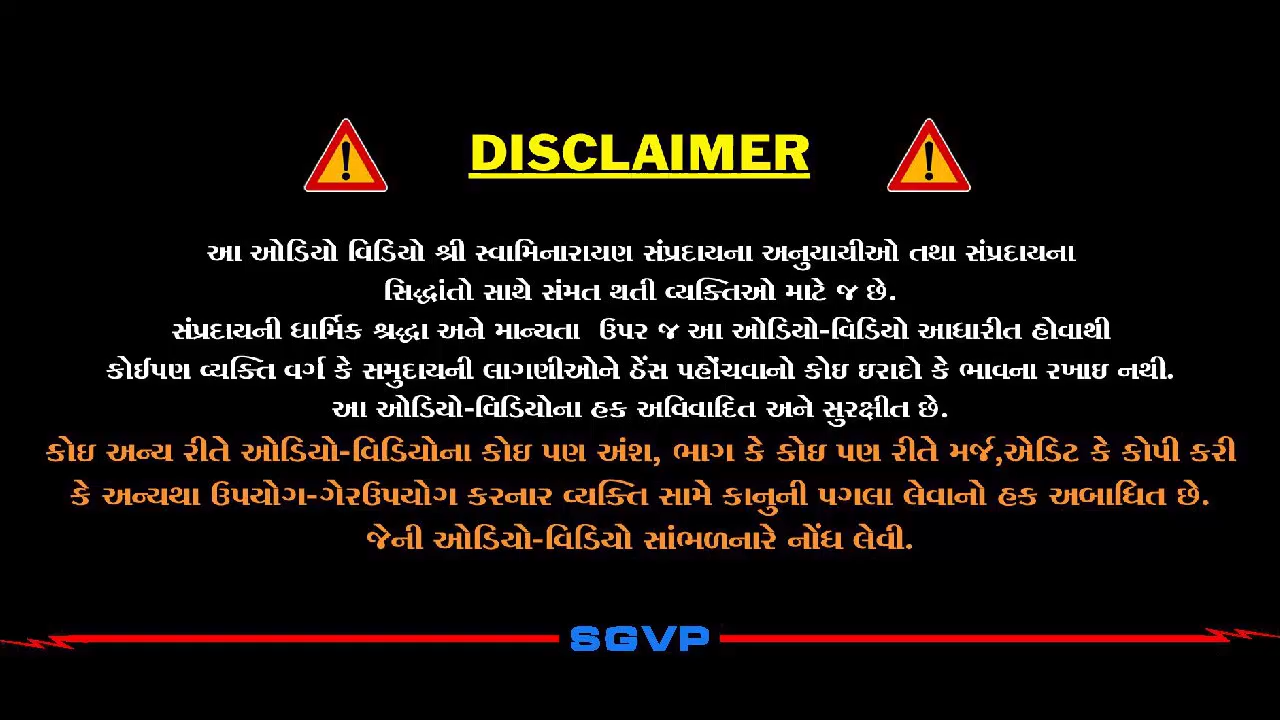 DISCLAIMER
આ ઓડિયો વિડિયો શ્રી સ્વામિનારાયણ સંપ્રદાયના અનુયાયીઓ તથા સંપ્રદાયના
સિદ્ધાંતો સાથે સંમત થતી વ્યક્તિઓ માટે જ છે.
સંપ્રદાયની ધાર્મિક શ્રદ્ધા અને માન્યતા ઉપર જ આ ઓડિયો-વિડિયો આધારીત હોવાથી
કોઈપણ વ્યક્તિ વર્ગ કે સમુદાયની લાગણીઓને ઠેંસ પહોંચવાનો કોઇ ઇરાદો કે ભાવના રખાઇ નથી.
આ ઓડિયો-વિડિયોના હક અવિવાદિત અને સુરક્ષીત છે.
કોઇ અન્ય રીતે ઓડિયો-વિડિયોના કોઇ પણ અંશ, ભાગ કે કોઇ પણ રીતે મર્જ,એડિટ કે કોપી કરી
કે અન્યથા ઉપયોગ-ગેરઉપયોગ કરનાર વ્યક્તિ સામે કાનુની પગલા લેવાનો હક અબાધિત છે.
જેની ઓડિયો-વિડિયો સાંભળનારે નોંધ લેવી.
SGVP